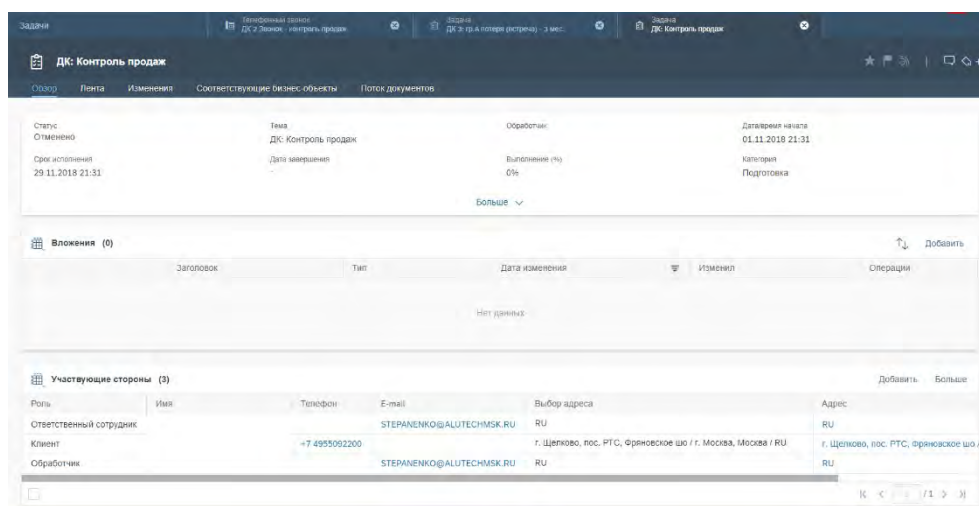 Задачи
Телефонный звонок
ДК 2 Звонок - контроль продаж
Задача
ДК 3: гр.А потеря (встреча) - 3 мес.
Задача
ДК: Контроль продаж
ДК: Контроль продаж
Обзор Лента Изменения Соответствующие бизнес-объекты Поток документов
Статус Тема Обработчик Дата/время начала
Отменено ДК: Контроль продаж 01.11.2018 21:31
Срок исполнения Дата завершения Выполнение (%) Категория
29.11.2018 21:31 - 0% Подготовка
Больше
Вложения (0) Добавить
Заголовок Тип Дата изменения Изменил Операции
Нет данных
Участвующие стороны (3) Добавить Больше
Роль Имя Телефон E-mail Выбор адреса Адрес
Ответственный сотрудник STEPANENKO@ALUTECHMSK.RU RU RU
Клиент +7 4955092200 г. Щелково, пос. РТС, Фряновское шо / г. Москва, Москва / RU г. Щелково, пос. РТС, Фряновское шо /
Обработчик STEPANENKO@ALUTECHMSK.RU RU RU
/ 1